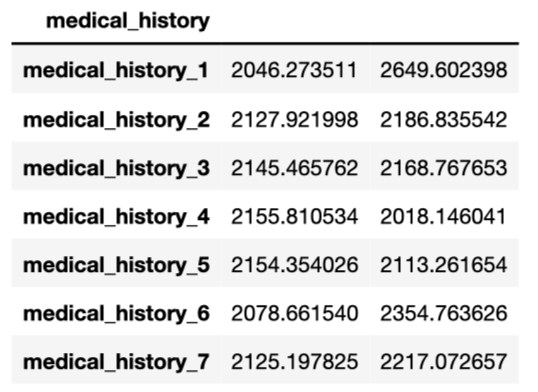 medical_history
medical_history_1 2046.273511 2649.602398
medical_history_2 2127.921998 2186.835542
medical_history_3 2145.465762 2168.767653
medical_history_4 2155.810534 2018.146041
medical_history_5 2154.354026 2113.261654
medical_history_6 2078.661540 2354.763626
medical_history_7 2125.197825 2217.072657